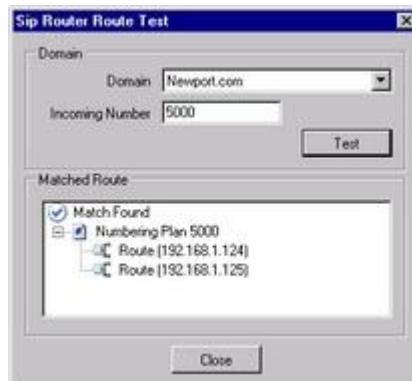 Sip Router Route Test
Domain
Domain Newport.com
Incoming Number 5000
Test
Matched Route
Match Found
Numbering Plan 5000
Route (192.168.1.124)
Route (192.168.1.125)
Close